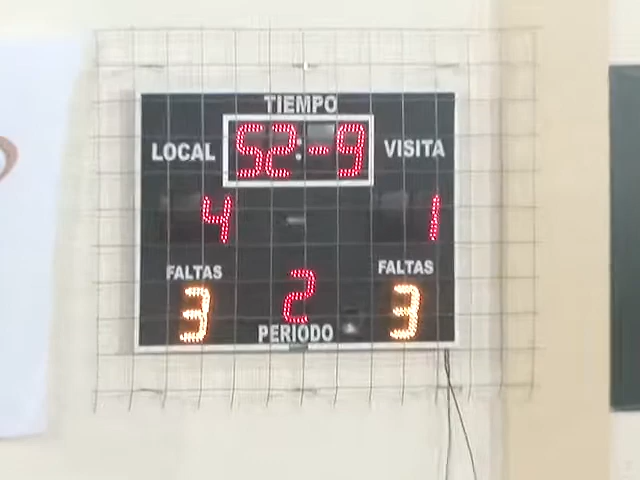 TIEMPO
LOCAL 52:-9 VISITA
4 1
FALTAS 2 FALTAS
3 3
PERIODO